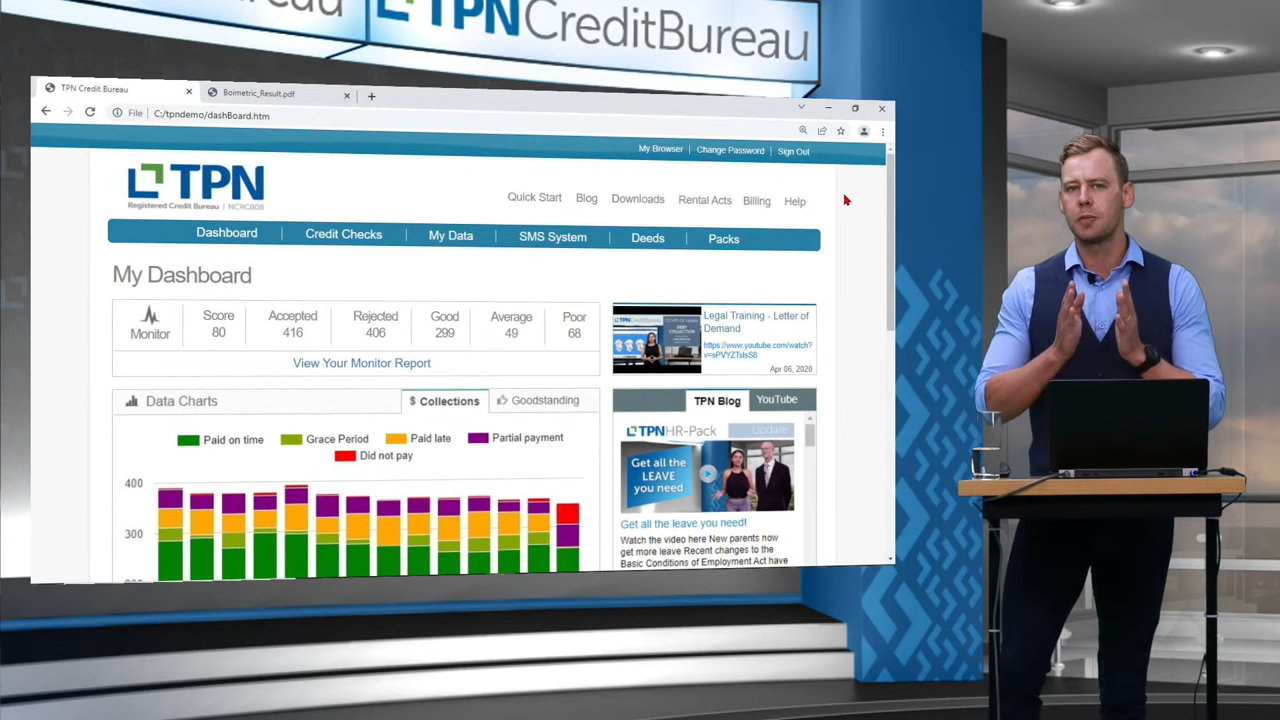 ureau
TPNCreditBureau
TPN Credit Bureau
Boimetric_Result.pdf
File
C:/tpndemo/dashBoard.htm
My Browser
Change Password
Sign Out
TPN
Registered Credit Bureau | NCRCB08
Quick Start
Blog
Downloads
Rental Acts
Billing
Help
Dashboard
Credit Checks
My Data
SMS System
Deeds
Packs
My Dashboard
Monitor
Score
80
Accepted
416
Rejected
406
Good
299
Average
49
Poor
68
View Your Monitor Report
Legal Training - Letter of
Demand
https://www.youtube.com/watch?
v=sPVYZTslsS8
Apr 06, 2020
Data Charts
$ Collections
Goodstanding
Paid on time
Grace Period
Paid late
Partial payment
Did not pay
400
300
TPN Blog
YouTube
TPNHR-Pack
Update
Get all
the LEAVE
you need
Get all the leave you need!
Watch the video here New parents now
get more leave Recent changes to the
Basic Conditions of Employment Act have